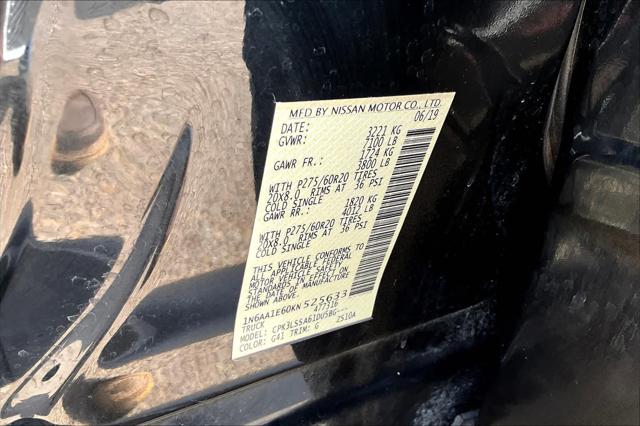 MFD BY NISSAN MOTOR CO., LTD.
DATE: 06/19
GVWR: 3221 KG
7100 LB
GAWR FR.: 1724 KG
3800 LB
WITH P275/60R20 TIRES
20X8.0 RIMS AT 36 PSI
COLD SINGLE
GAWR RR.: 1820 KG
4012 LB
WITH P275/60R20 TIRES
20X8.0 RIMS AT 36 PSI
COLD SINGLE
THIS VEHICLE CONFORMS TO
ALL APPLICABLE FEDERAL
MOTOR VEHICLE SAFETY
STANDARDS IN EFFECT ON
THE DATE OF MANUFACTURE
SHOWN ABOVE.
1N6AA1E60KN 525633
TRUCK
MODEL:
COLOR: G41 TRIM: G